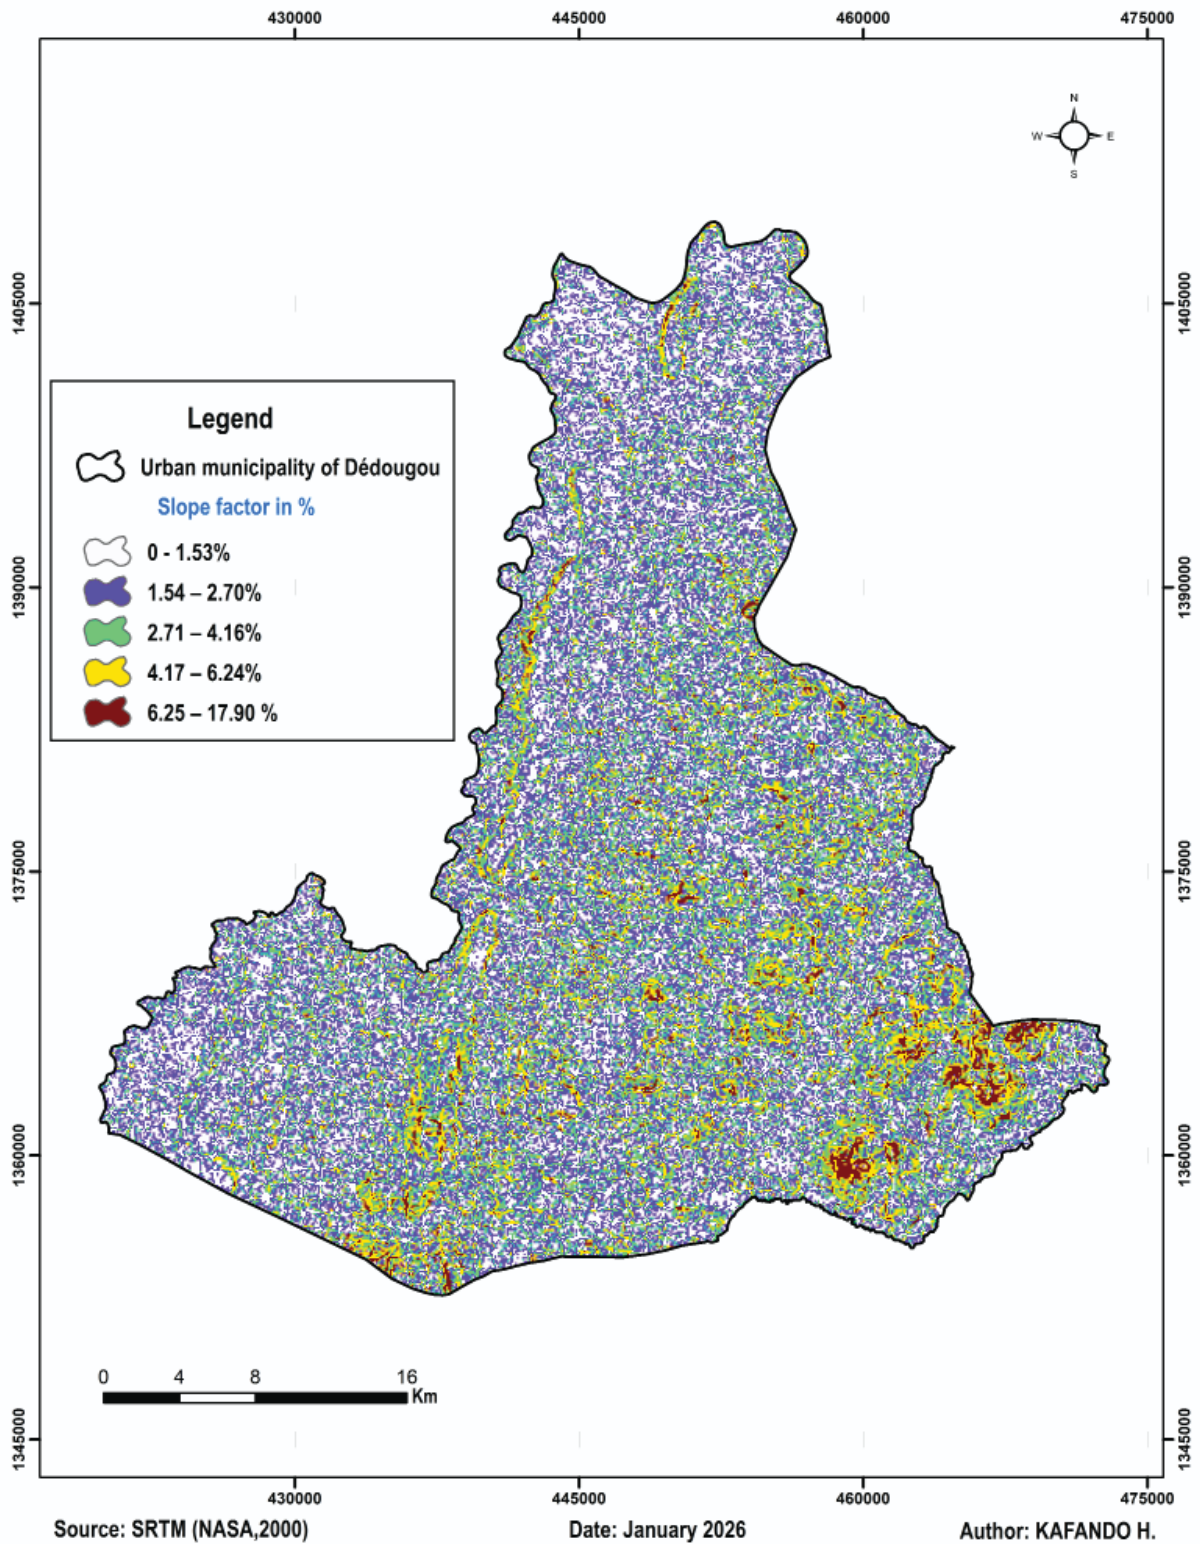 430000 445000 460000 475000
N
W E
S
1405000 1405000
Legend
Urban municipality of Dédougou
Slope factor in %
0 - 1.53%
1.54 – 2.70%
2.71 – 4.16%
4.17 – 6.24%
6.25 – 17.90 %
1390000 1390000
1375000 1375000
1360000 1360000
0 4 8 16
Km
1345000 1345000
430000 445000 460000 475000
Source: SRTM (NASA,2000) Date: January 2026 Author: KAFANDO H.